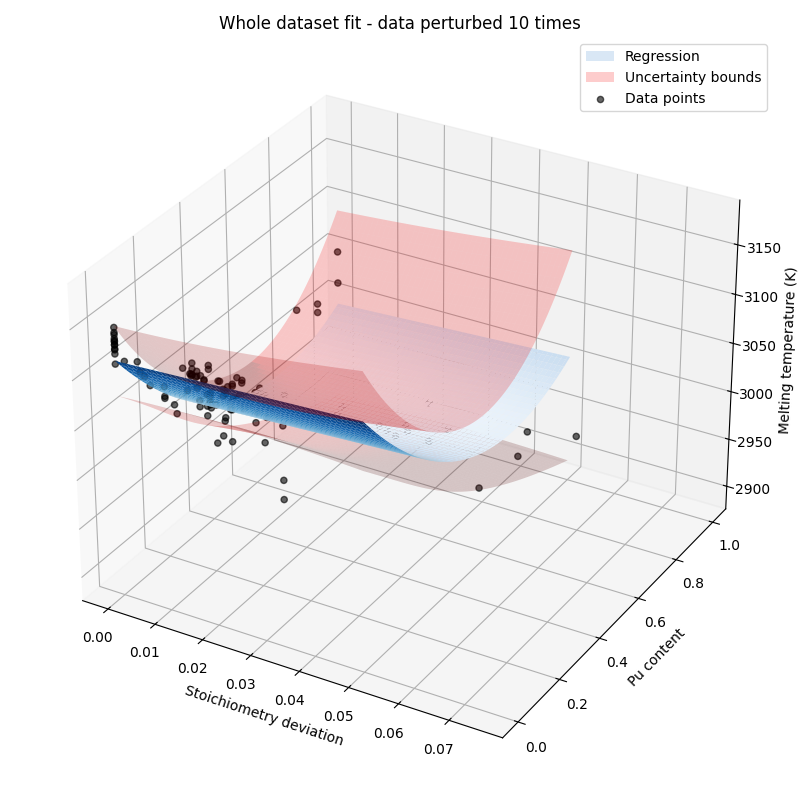 Whole dataset fit - data perturbed 10 times
Regression
Uncertainty bounds
Data points
3150
3100
3050
3000
2950
2900
Melting temperature (K)
1.0
0.8
0.6
0.4
0.2
0.0
Pu content
0.00
0.01
0.02
0.03
0.04
0.05
0.06
0.07
Stoichiometry deviation